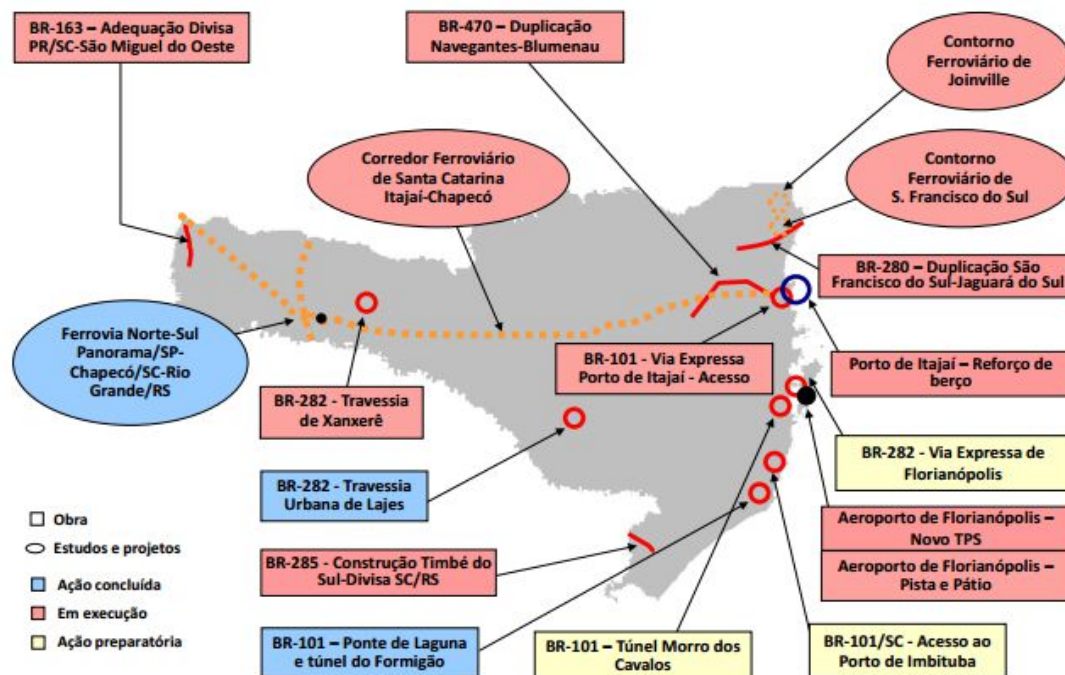 BR-163 – Adequação Divisa
PR/SC-São Miguel do Oeste
BR-470 – Duplicação
Navegantes-Blumenau
Contorno
Ferroviário de
Joinville
Corredor Ferroviário
de Santa Catarina
Itajaí-Chapecó
Contorno
Ferroviário de
S. Francisco do Sul
BR-280 – Duplicação São
Francisco do Sul-Jaguará do Sul
Ferrovia Norte-Sul
Panorama/SP-
Chapecó/SC-Rio
Grande/RS
BR-101 - Via Expressa
Porto de Itajaí - Acesso
Porto de Itajaí – Reforço de
berço
BR-282 - Travessia
de Xanxerê
BR-282 - Via Expressa de
Florianópolis
BR-282 - Travessia
Urbana de Lajes
Aeroporto de Florianópolis –
Novo TPS
Aeroporto de Florianópolis –
Pista e Pátio
BR-285 - Construção Timbé do
Sul-Divisa SC/RS
BR-101 – Ponte de Laguna
e túnel do Formigão
BR-101 - Túnel Morro dos
Cavalos
BR-101/SC - Acesso ao
Porto de Imbituba
Obra
Estudos e projetos
Ação concluída
Em execução
Ação preparatória